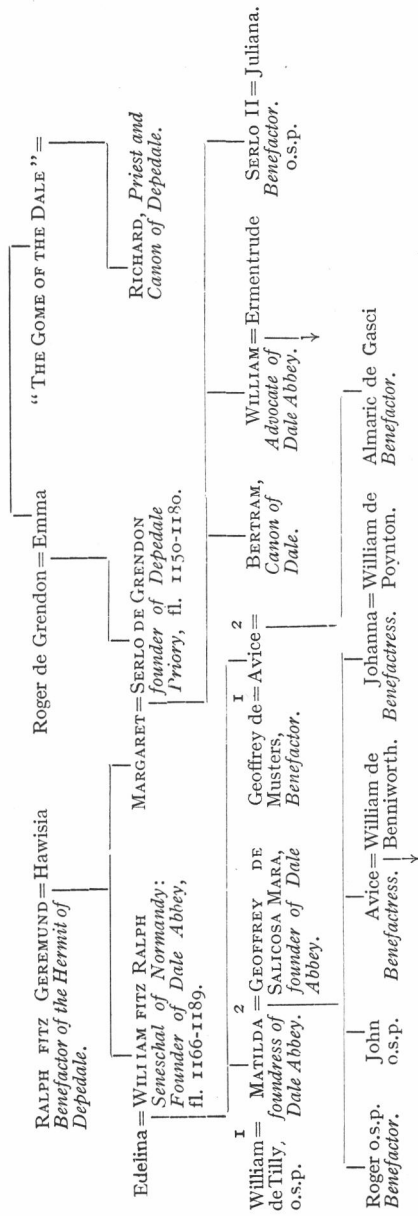 RALPH FITZ GEREMUND = Hawisia
Benefactor of the Hermit of
Depedale.
Roger de Grendon = Emma
" THE GOME OF THE DALE " =
Edelina = WILLIAM FITZ RALPH
Seneschal of Normandy:
Founder of Dale Abbey,
fl. 1166-1189.
MARGARET = SERLO DE GRENDON
founder of Depedale
Priory, fl. 1150-1180.
RICHARD, Priest and
Canon of Depedale.
1
William =
de Tilly,
o.s.p.
MATILDA
foundress of
Dale Abbey.
2
= GEOFFREY DE
SALICOSA MARA,
founder of Dale
Abbey.
1
Geoffrey de = Avice =
Musters,
Benefactor.
2
BERTRAM,
Canon of
Dale.
WILLIAM = Ermentrude
Advocate of
Dale Abbey.
SERLO II = Juliana.
Benefactor.
o.s.p.
Roger o.s.p.
Benefactor.
John
o.s.p.
Avice = William de
Benefactress. Benniworth.
Johanna = William de
Benefactress. Poynton.
Almaric de Gasci
Benefactor.